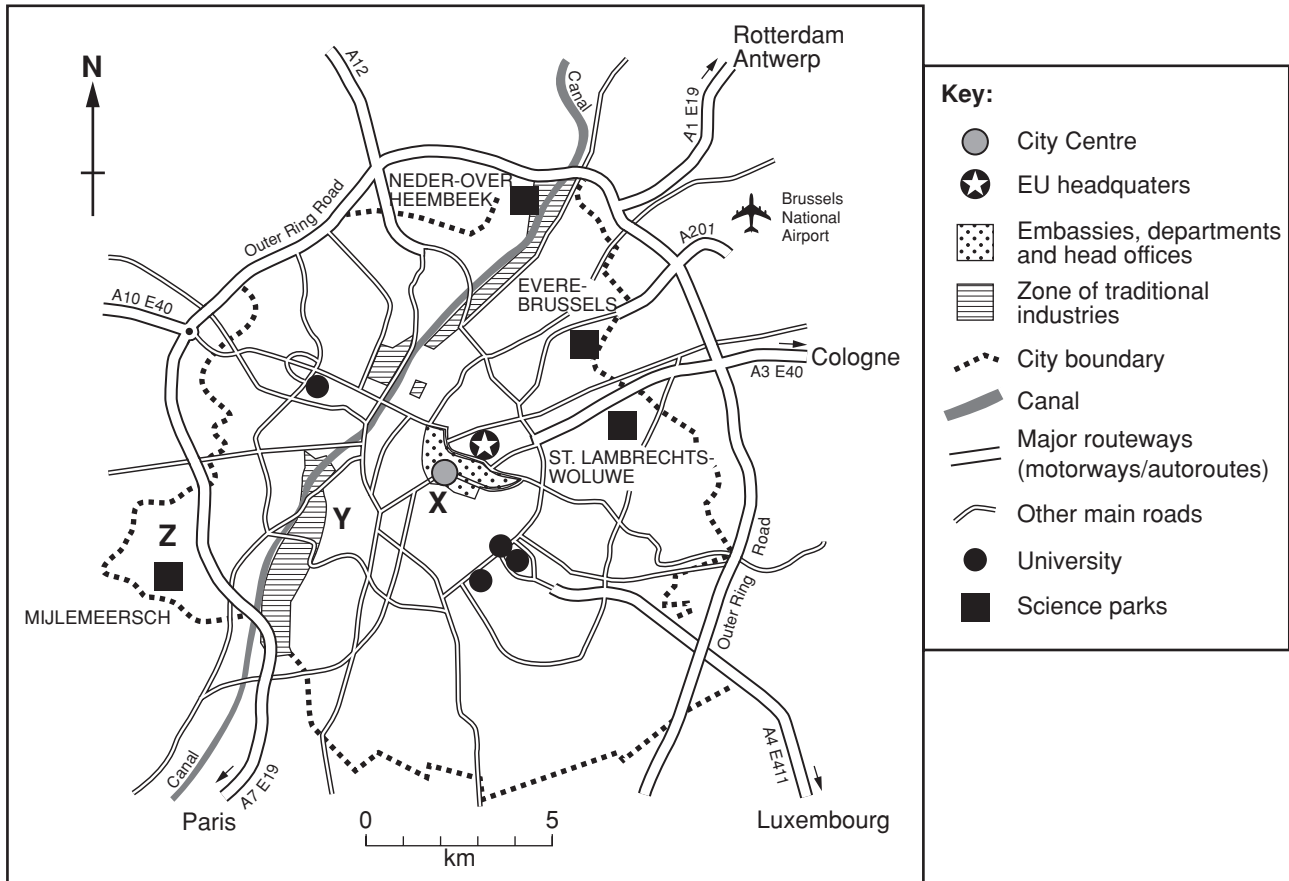 N
A12
Canal
Rotterdam
Antwerp
A1 E19
NEDER-OVER
HEEMBEEK
Outer Ring Road
Brussels
National
Airport
A201
EVERE-
BRUSSELS
A10 E40
Cologne
A3 E40
ST. LAMBRECHTS-
WOLUWE
X
Y
Z
MIJLEMEERSCH
Outer Ring Road
Canal
A7 E19
Paris
A4 E411
Luxembourg
0 5
km
Key:
City Centre
EU headquaters
Embassies, departments
and head offices
Zone of traditional
industries
City boundary
Canal
Major routeways
(motorways/autoroutes)
Other main roads
University
Science parks